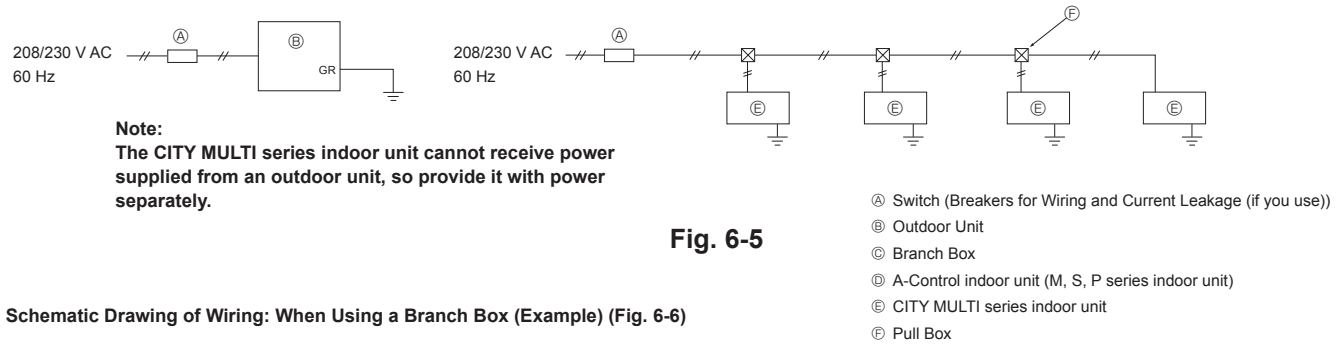 Ⓕ
208/230 V AC
60 Hz
Ⓐ
Ⓑ
GR
208/230 V AC
60 Hz
Ⓐ
Ⓔ
Ⓔ
Ⓔ
Ⓔ
Note:
The CITY MULTI series indoor unit cannot receive power
supplied from an outdoor unit, so provide it with power
separately.
Fig. 6-5
Ⓐ Switch (Breakers for Wiring and Current Leakage (if you use))
Ⓑ Outdoor Unit
Ⓒ Branch Box
Ⓓ A-Control indoor unit (M, S, P series indoor unit)
Ⓔ CITY MULTI series indoor unit
Ⓕ Pull Box
Schematic Drawing of Wiring: When Using a Branch Box (Example) (Fig. 6-6)